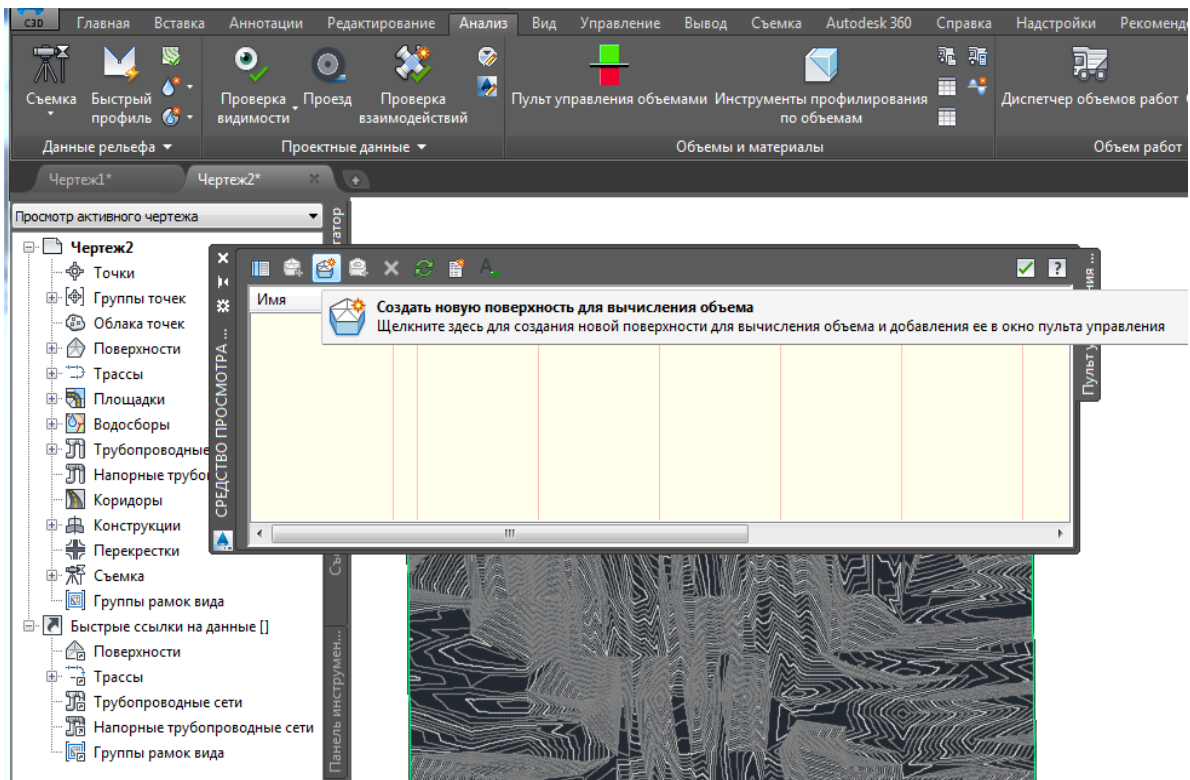 C3D
Главная Вставка Аннотации Редактирование Анализ Вид Управление Вывод Съемка Autodesk 360 Справка Надстройки
Съемка Быстрый профиль Проверка видимости Проезд Проверка взаимодействий Пульт управления объемами Инструменты профилирования по объемам Диспетчер объемов работ
Данные рельефа Проектные данные Объемы и материалы Объем работ
Чертеж1* Чертеж2*
Просмотр активного чертежа
Чертеж2
Точки
Группы точек
Облака точек
Поверхности
Трассы
Площадки
Водосборы
Трубопроводные
Напорные
Коридоры
Конструкции
Перекрестки
Съемка
Группы рамок вида
Быстрые ссылки на данные []
Поверхности
Трассы
Трубопроводные сети
Напорные трубопроводные сети
Группы рамок вида
Панель инструмен...
СРЕДСТВО ПРОСМОТРА ...
Имя
Создать новую поверхность для вычисления объема
Щелкните здесь для создания новой поверхности для вычисления объема и добавления ее в окно пульта управления
Пульт